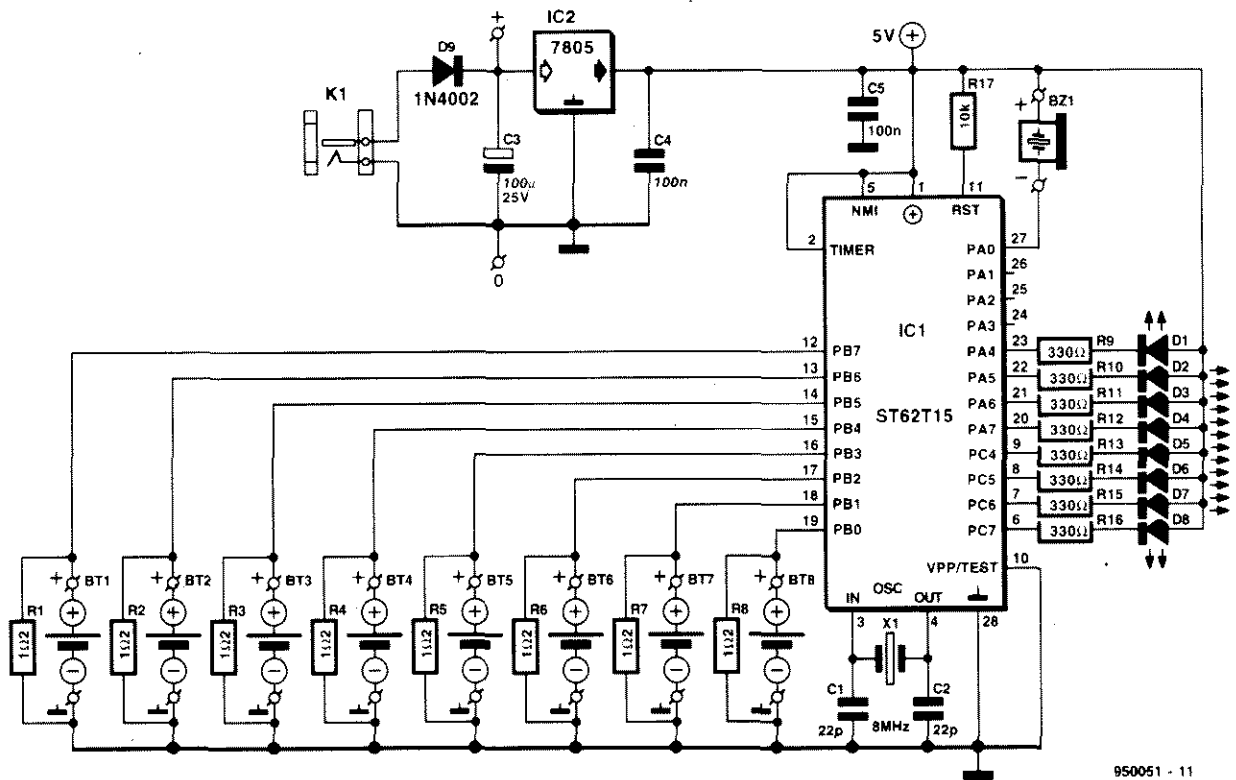 K1
D9
1N4002
+
IC2
7805
C3
100µ
25V
0
C4
100n
5V
+
C5
100n
R17
10k
+
BZ1
−
5
1
11
NMI
+
RST
2
TIMER
PA0
27
PA1
26
PA2
25
PA3
24
IC1
ST62T15
12
PB7
13
PB6
14
PB5
15
PB4
16
PB3
17
PB2
18
PB1
19
PB0
PA4
23
330Ω
R9
D1
PA5
22
330Ω
R10
D2
PA6
21
330Ω
R11
D3
PA7
20
330Ω
R12
D4
PC4
9
330Ω
R13
D5
PC5
8
330Ω
R14
D6
PC6
7
330Ω
R15
D7
PC7
6
330Ω
R16
D8
VPP/TEST
10
IN
OSC
OUT
3
4
28
X1
8MHz
C1
22p
C2
22p
R1
1Ω2
+
BT1
+
−
R2
1Ω2
+
BT2
+
−
R3
1Ω2
+
BT3
+
−
R4
1Ω2
+
BT4
+
−
R5
1Ω2
+
BT5
+
−
R6
1Ω2
+
BT6
+
−
R7
1Ω2
+
BT7
+
−
R8
1Ω2
+
BT8
+
−
950051 - 11